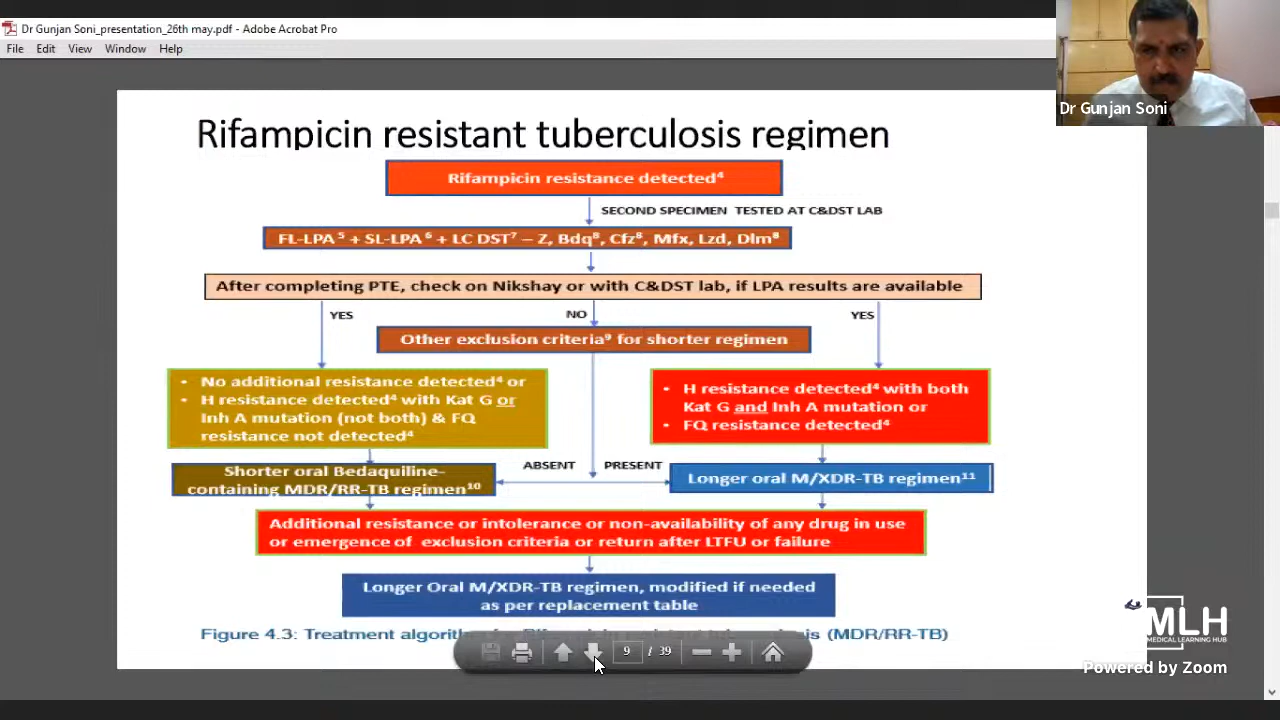 Dr Gunjan Soni_presentation_26th may.pdf - Adobe Acrobat Pro
File Edit View Window Help
Dr Gunjan Soni
Rifampicin resistant tuberculosis regimen
Rifampicin resistance detected⁴
SECOND SPECIMEN TESTED AT C&DST LAB
FL-LPA⁵ + SL-LPA⁶ + LC DST⁷ – Z, Bdq⁸, Cfz⁸, Mfx, Lzd, Dlm⁸
After completing PTE, check on Nikshay or with C&DST lab, if LPA results are available
YES
NO
YES
Other exclusion criteria⁹ for shorter regimen
• No additional resistance detected⁴ or
• H resistance detected⁴ with Kat G or
Inh A mutation (not both) & FQ
resistance not detected⁴
• H resistance detected⁴ with both
Kat G and Inh A mutation or
• FQ resistance detected⁴
Shorter oral Bedaquiline-
containing MDR/RR-TB regimen¹⁰
ABSENT
PRESENT
Longer oral M/XDR-TB regimen¹¹
Additional resistance or intolerance or non-availability of any drug in use
or emergence of exclusion criteria or return after LTFU or failure
Longer Oral M/XDR-TB regimen, modified if needed
as per replacement table
Figure 4.3: Treatment algorithm (MDR/RR-TB)
9 / 39
MLH
MEDICAL LEARNING HUB
Powered by Zoom